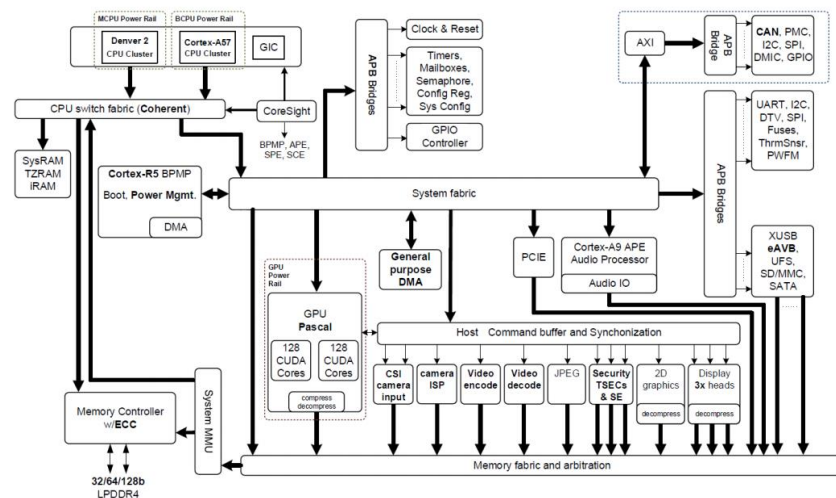 MCPU Power Rail
BCPU Power Rail
Denver 2
CPU Cluster
Cortex-A57
CPU Cluster
GIC
CPU switch fabric (Coherent)
CoreSight
BPMP, APE,
SPE, SCE
SysRAM
TZRAM
iRAM
Cortex-R5 BPMP
Boot, Power Mgmt.
DMA
APB Bridges
Clock & Reset
Timers,
Mailboxes,
Semaphore,
Config Reg,
Sys Config
GPIO
Controller
AXI
APB
Bridge
CAN, PMC,
I2C, SPI,
DMIC, GPIO
APB Bridges
UART, I2C,
DTV, SPI,
Fuses,
ThrmSnsr,
PWFM
XUSB
eAVB,
UFS,
SD/MMC,
SATA
System fabric
General
purpose
DMA
PCIE
Cortex-A9 APE
Audio Processor
Audio IO
GPU
Power
Rail
GPU
Pascal
128
CUDA
Cores
128
CUDA
Cores
compress
decompress
Host Command buffer and Synchonization
CSI
camera
input
camera
ISP
Video
encode
Video
decode
JPEG
Security
TSECs
& SE
2D
graphics
decompress
Display
3x heads
decompress
System MMU
Memory Controller
w/ECC
32/64/128b
LPDDR4
Memory fabric and arbitration